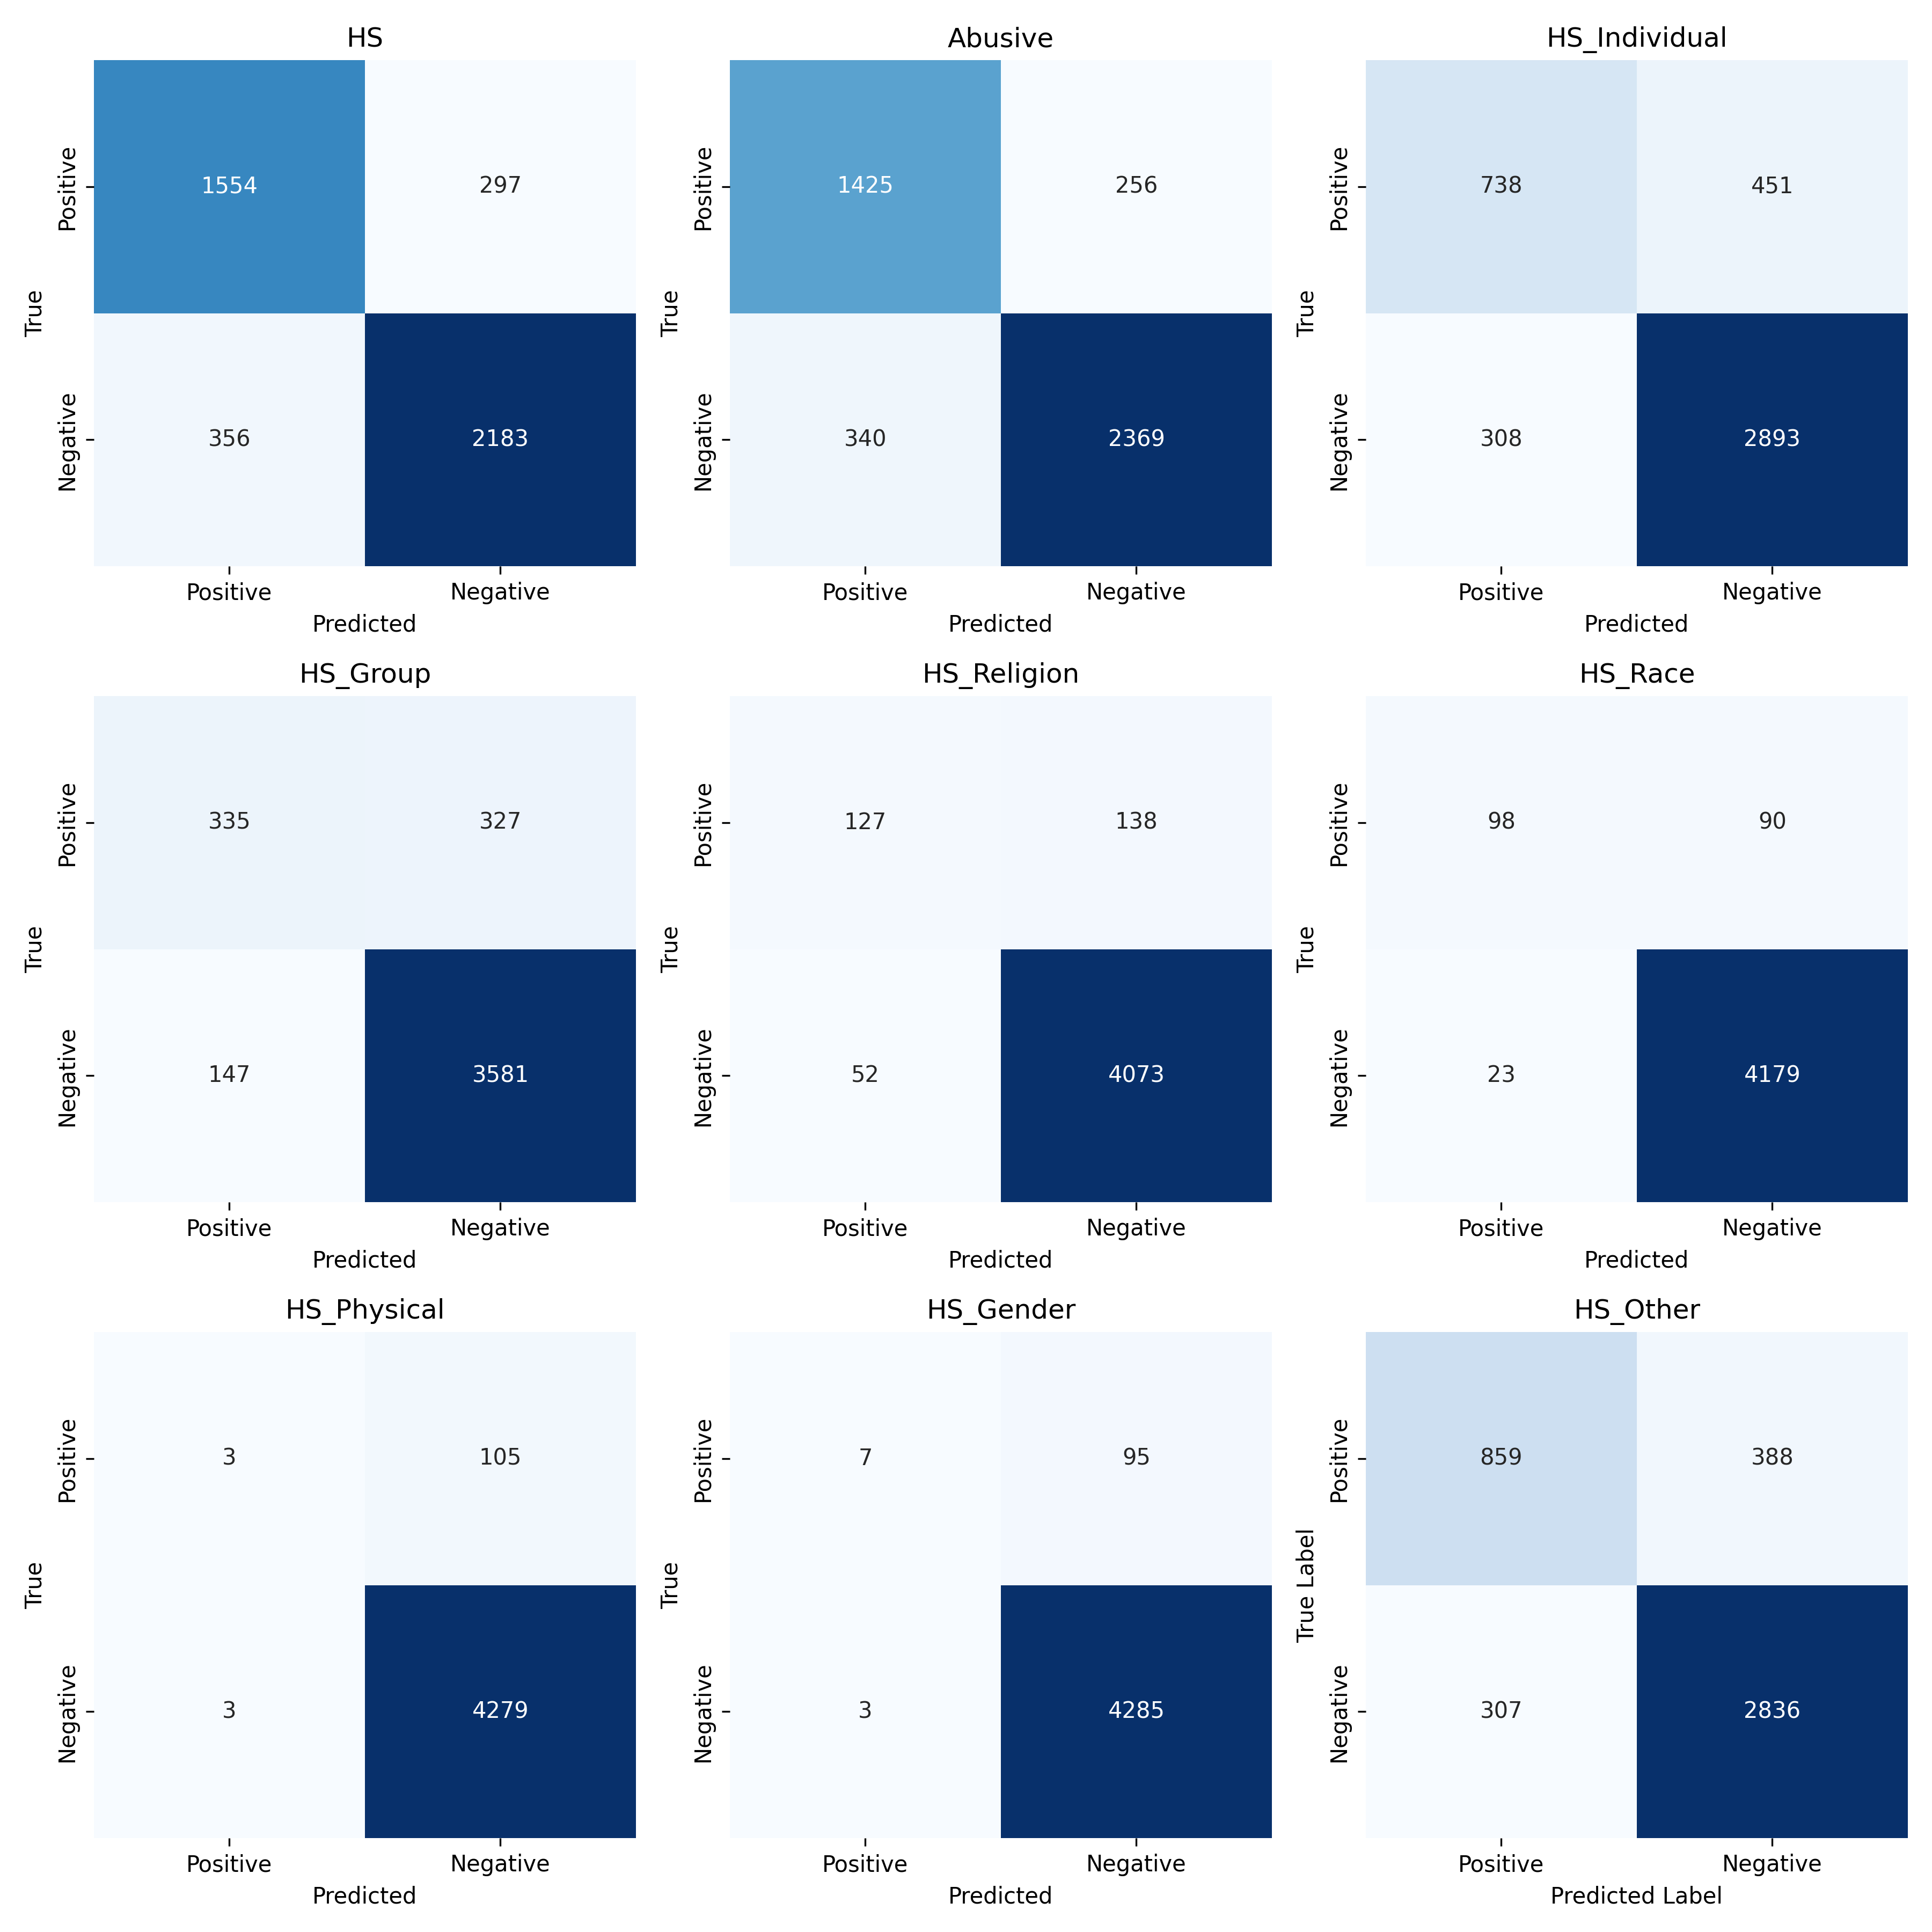 HS
Positive
1554
297
True
Negative
356
2183
Positive
Negative
Predicted
Abusive
Positive
1425
256
True
Negative
340
2369
Positive
Negative
Predicted
HS_Individual
Positive
738
451
True
Negative
308
2893
Positive
Negative
Predicted
HS_Group
Positive
335
327
True
Negative
147
3581
Positive
Negative
Predicted
HS_Religion
Positive
127
138
True
Negative
52
4073
Positive
Negative
Predicted
HS_Race
Positive
98
90
True
Negative
23
4179
Positive
Negative
Predicted
HS_Physical
Positive
3
105
True
Negative
3
4279
Positive
Negative
Predicted
HS_Gender
Positive
7
95
True
Negative
3
4285
Positive
Negative
Predicted
HS_Other
Positive
859
388
True Label
Negative
307
2836
Positive
Negative
Predicted Label